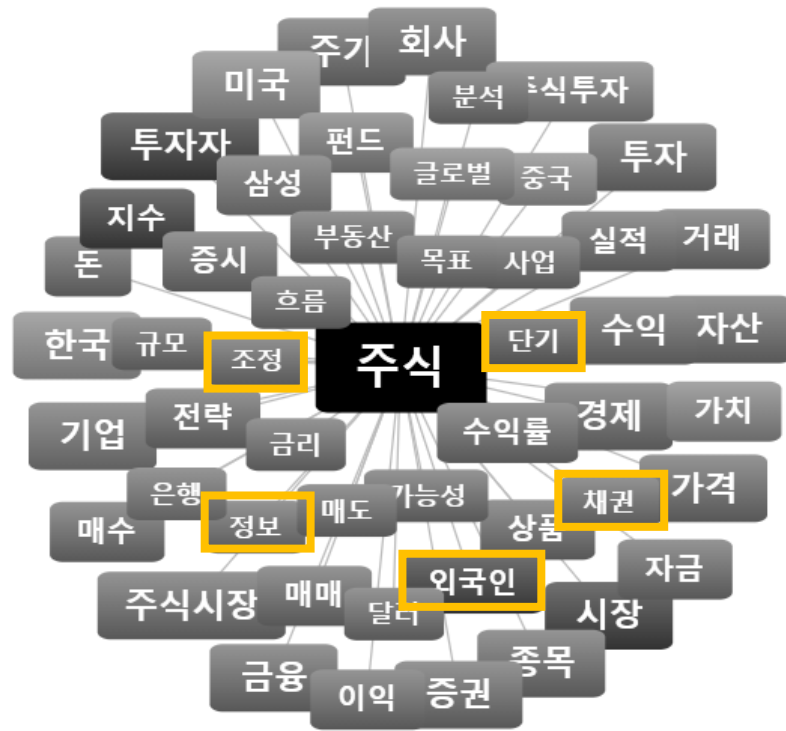 주가
회사
미국
분석
주식투자
투자자
펀드
글로벌
중국
투자
삼성
지수
부동산
실적
거래
돈
증시
목표
사업
흐름
한국
규모
조정
주식
단기
수익
자산
기업
전략
금리
수익률
경제
가치
은행
정보
매도
가능성
채권
가격
매수
상품
외국인
자금
주식시장
매매
달러
시장
금융
이익
증권
종목